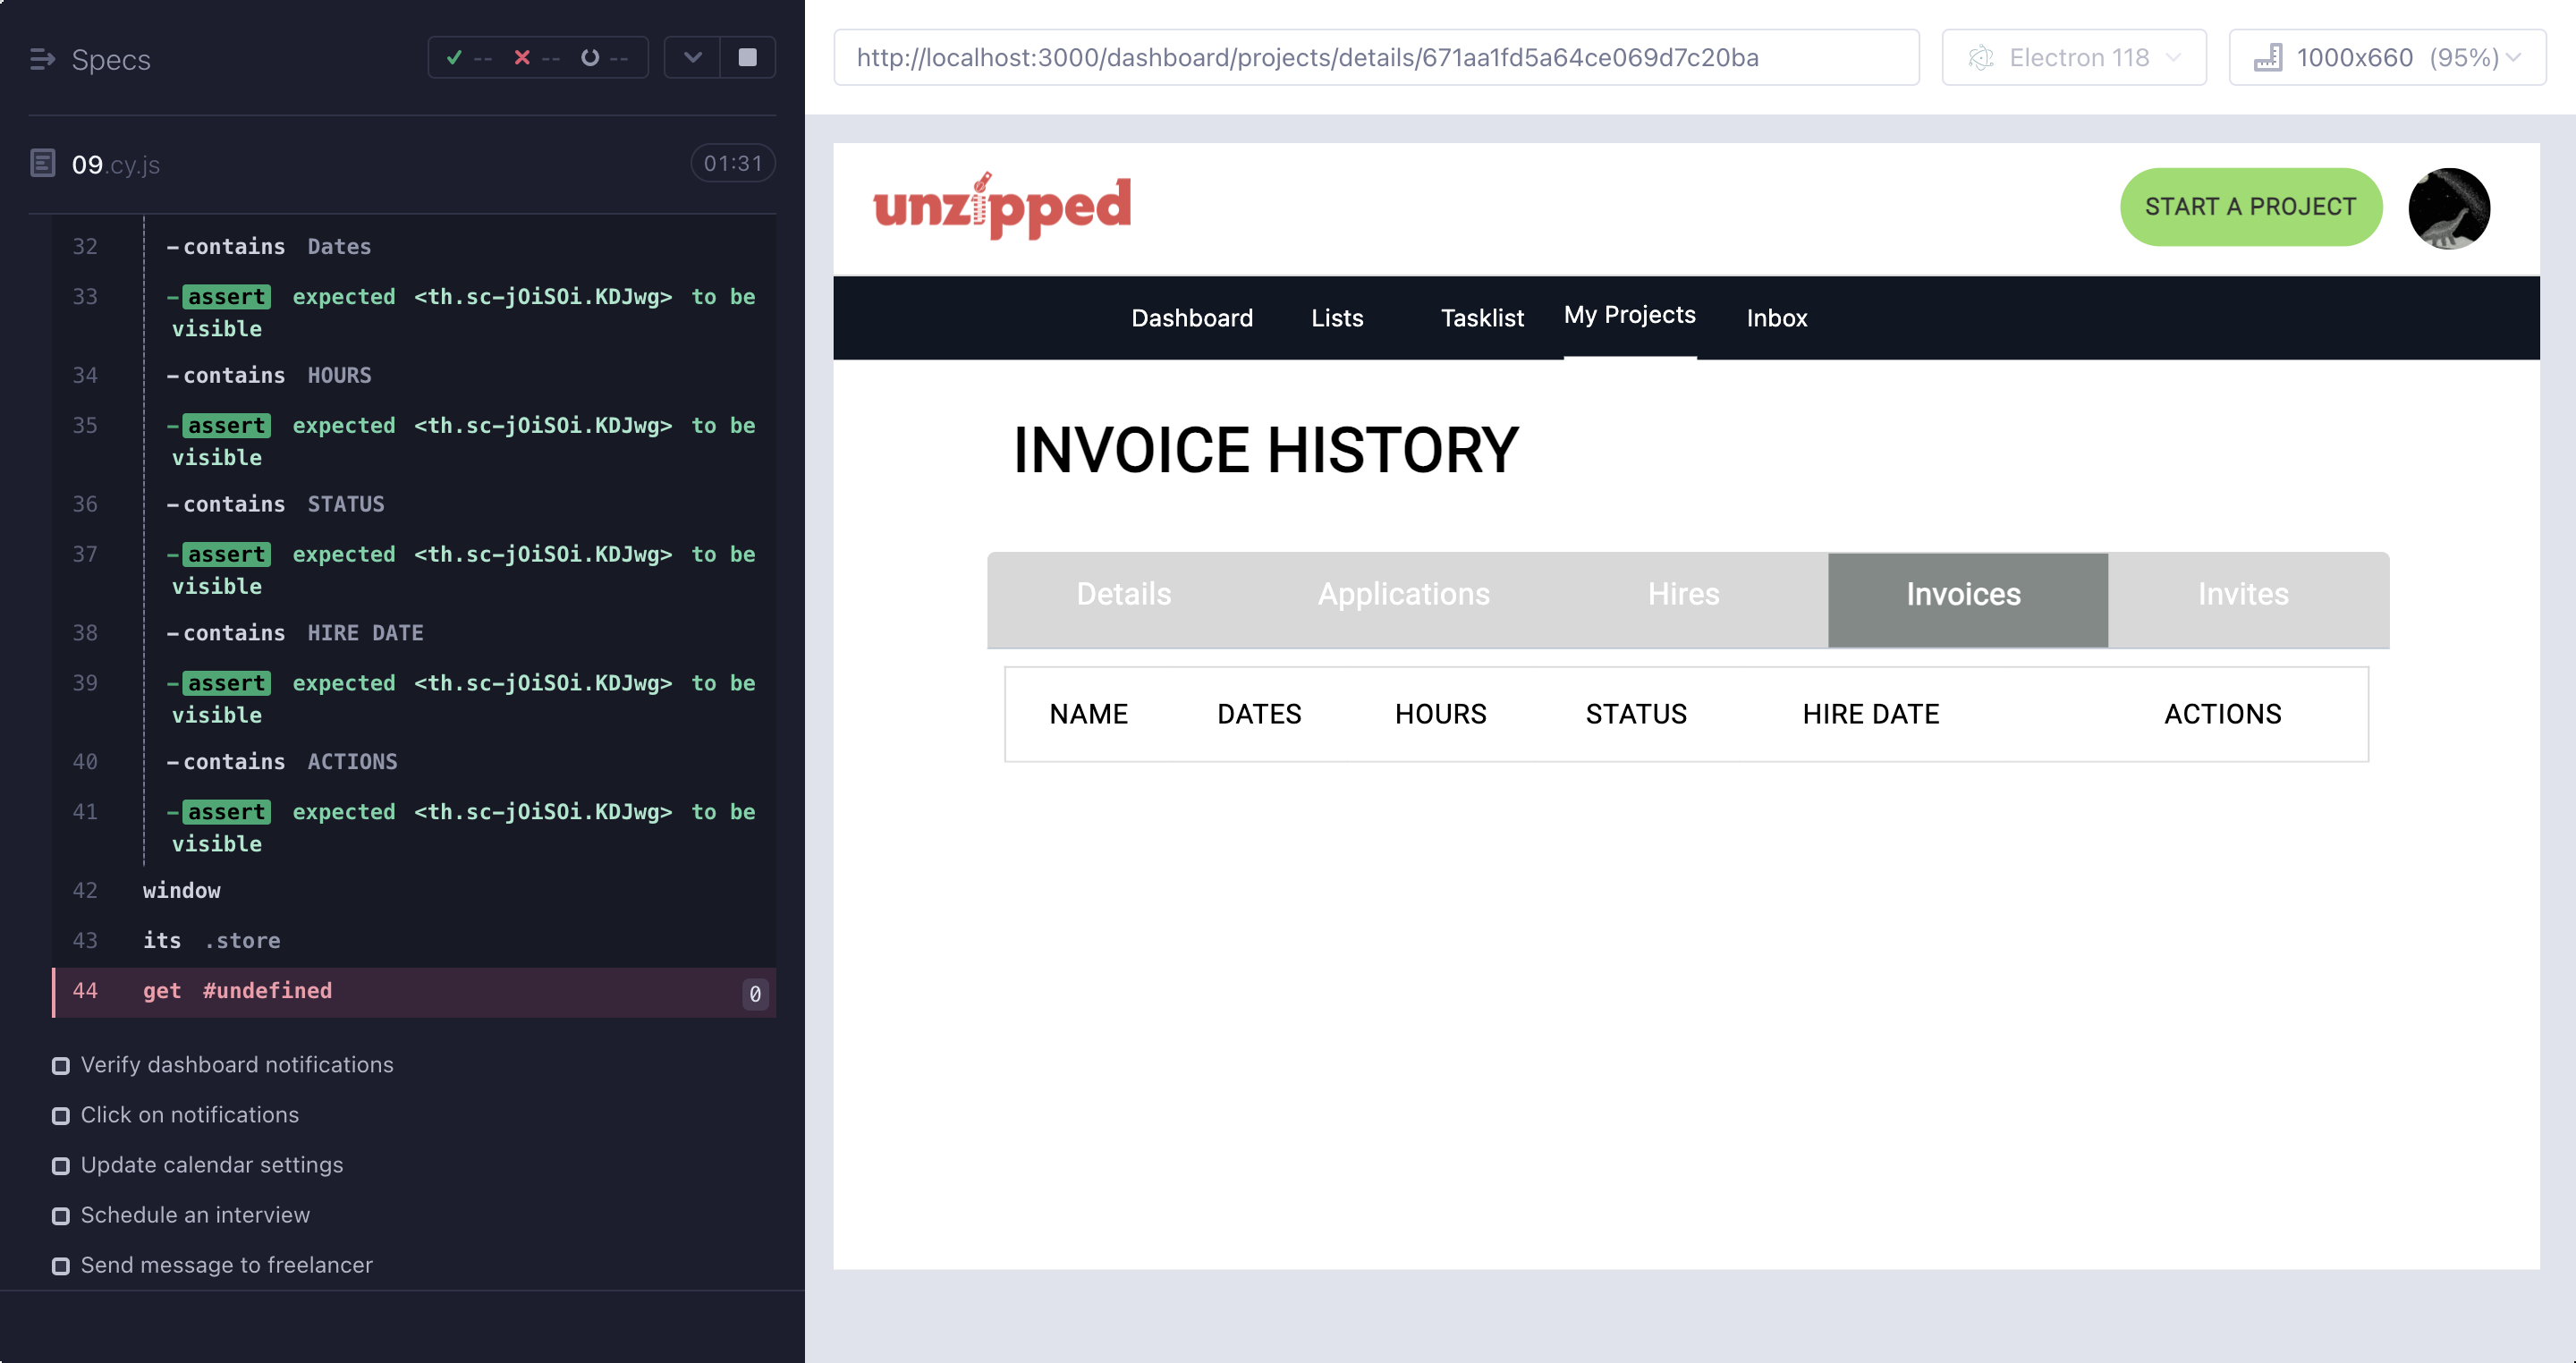 Specs
-- -- --
09.cy.js
01:31
32 -contains Dates
33 -assert expected <th.sc-jOiSOi.KDJwg> to be
visible
34 -contains HOURS
35 -assert expected <th.sc-jOiSOi.KDJwg> to be
visible
36 -contains STATUS
37 -assert expected <th.sc-jOiSOi.KDJwg> to be
visible
38 -contains HIRE DATE
39 -assert expected <th.sc-jOiSOi.KDJwg> to be
visible
40 -contains ACTIONS
41 -assert expected <th.sc-jOiSOi.KDJwg> to be
visible
42 window
43 its .store
44 get #undefined 0
Verify dashboard notifications
Click on notifications
Update calendar settings
Schedule an interview
Send message to freelancer
http://localhost:3000/dashboard/projects/details/671aa1fd5a64ce069d7c20ba
Electron 118
1000x660 (95%)
unzipped
START A PROJECT
Dashboard Lists Tasklist My Projects Inbox
INVOICE HISTORY
Details Applications Hires Invoices Invites
NAME DATES HOURS STATUS HIRE DATE ACTIONS